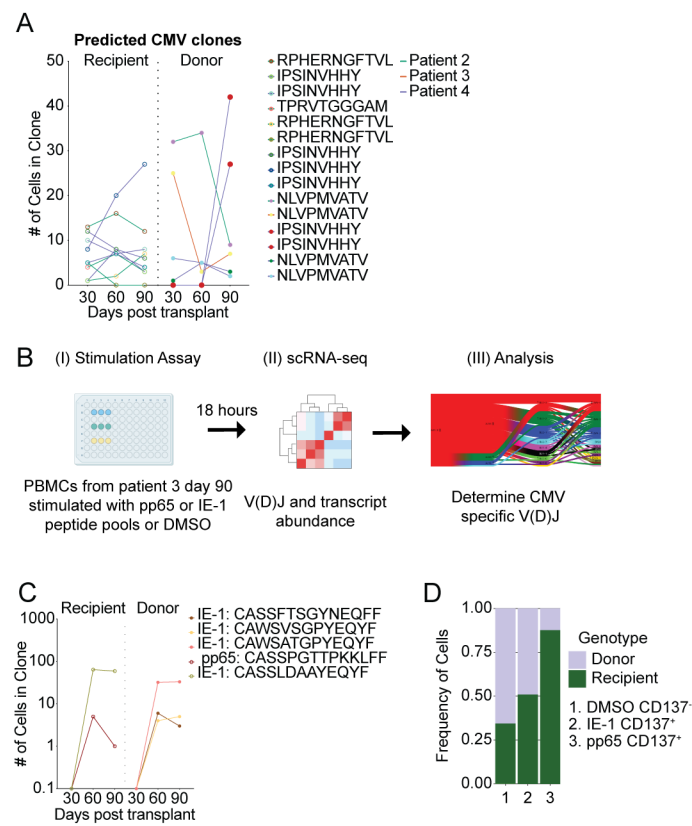 A
Predicted CMV clones
Recipient Donor
50
40
30
20
10
0
# of Cells in Clone
30 60 90 30 60 90
Days post transplant
RPHERNGFTVL
IPSINVHHY
IPSINVHHY
TPRVTGGGAM
RPHERNGFTVL
RPHERNGFTVL
IPSINVHHY
IPSINVHHY
IPSINVHHY
NLVPMVATV
NLVPMVATV
IPSINVHHY
IPSINVHHY
NLVPMVATV
NLVPMVATV
Patient 2
Patient 3
Patient 4
B
(I) Stimulation Assay
(II) scRNA-seq
(III) Analysis
18 hours
PBMCs from patient 3 day 90
stimulated with pp65 or IE-1
peptide pools or DMSO
V(D)J and transcript
abundance
Determine CMV
specific V(D)J
C
Recipient Donor
1000
100
10
1
0.1
# of Cells in Clone
30 60 90 30 60 90
Days post transplant
IE-1: CASSFTSGYNEQFF
IE-1: CAWSVSGPYEQYF
IE-1: CAWSATGPYEQYF
pp65: CASSPGTTPKKLFF
IE-1: CASSLDAAYEQYF
D
1.00
0.75
0.50
0.25
0.00
Frequency of Cells
1 2 3
Genotype
Donor
Recipient
1. DMSO CD137-
2. IE-1 CD137+
3. pp65 CD137+